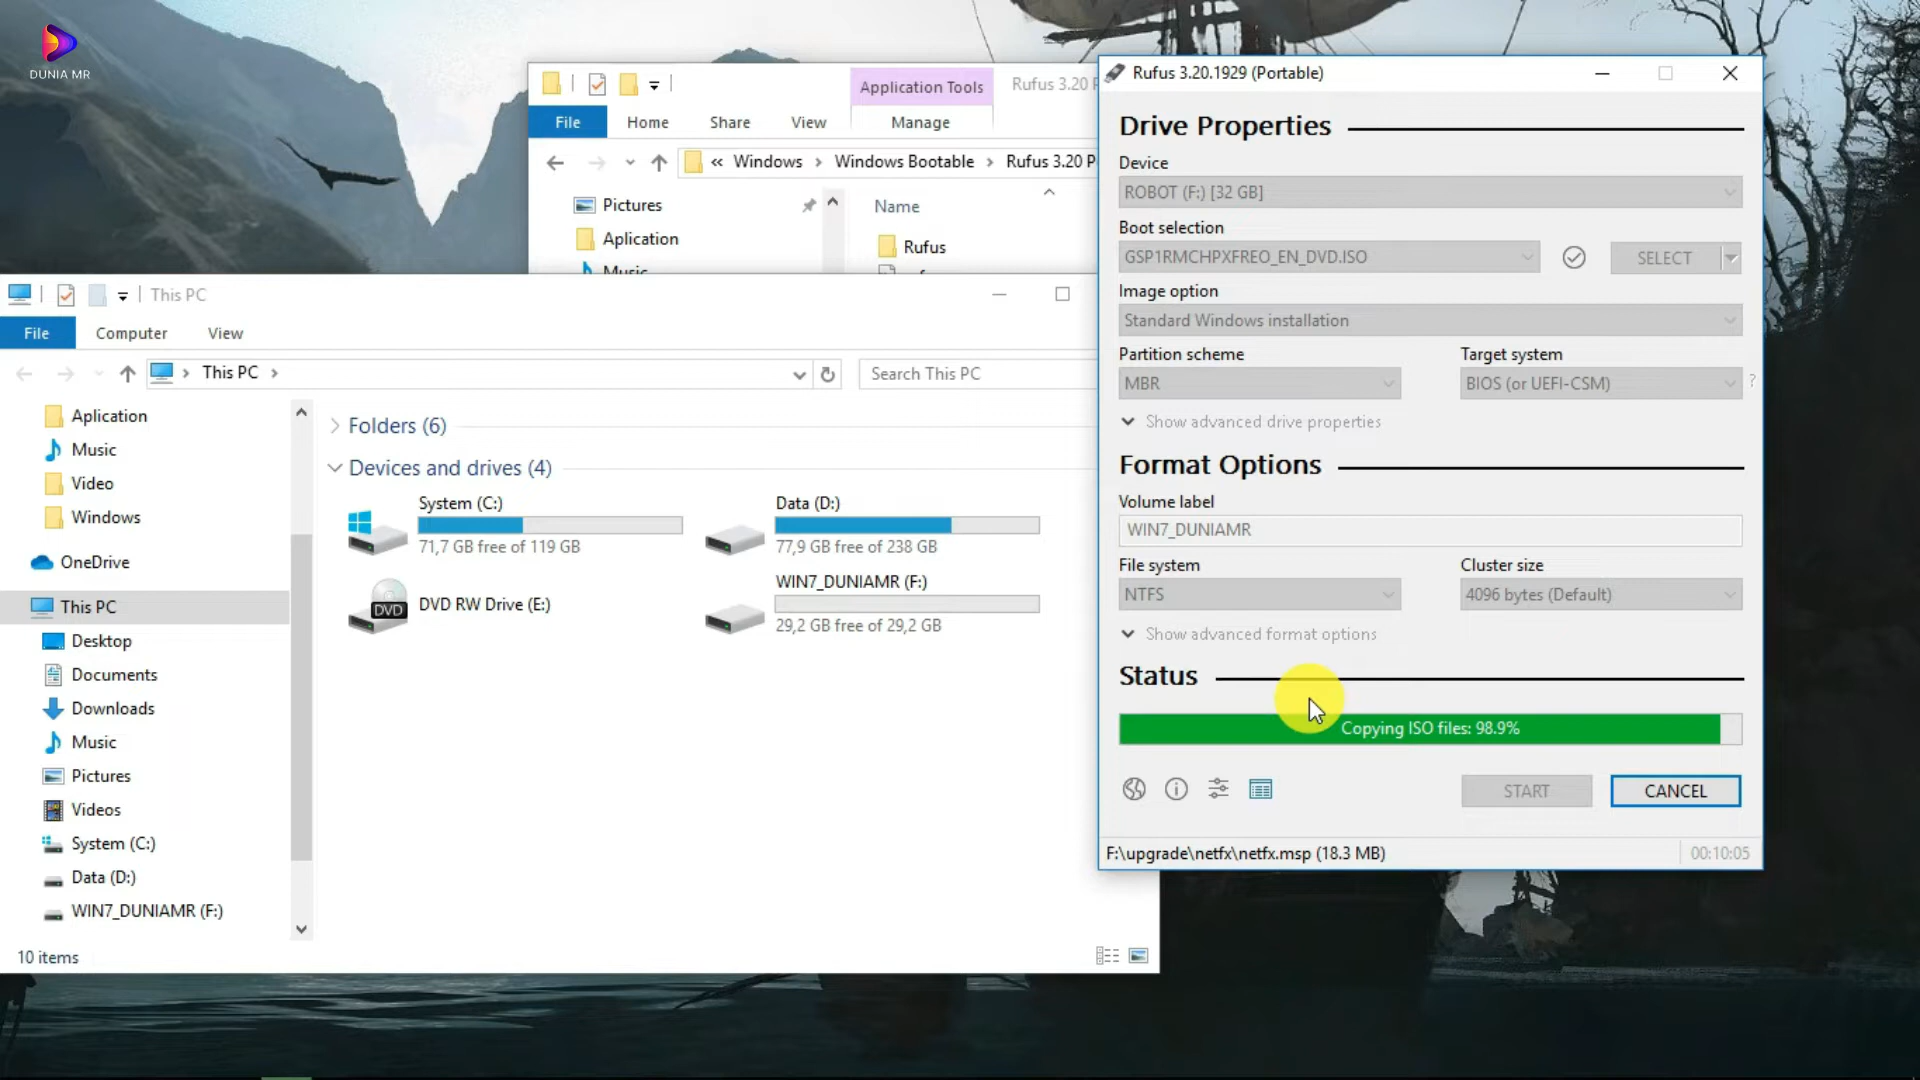 DUNIA MR
Application Tools
Rufus 3.20
File
Home
Share
View
Manage
« Windows › Windows Bootable › Rufus 3.20 P
Pictures
Aplication
Music
Name
Rufus
This PC
File
Computer
View
This PC
Search This PC
Aplication
Music
Video
Windows
OneDrive
This PC
Desktop
Documents
Downloads
Music
Pictures
Videos
System (C:)
Data (D:)
WIN7_DUNIAMR (F:)
Folders (6)
Devices and drives (4)
System (C:)
71,7 GB free of 119 GB
Data (D:)
77,9 GB free of 238 GB
DVD
DVD RW Drive (E:)
WIN7_DUNIAMR (F:)
29,2 GB free of 29,2 GB
10 items
Rufus 3.20.1929 (Portable)
Drive Properties
Device
ROBOT (F:) [32 GB]
Boot selection
GSP1RMCHPXFREO_EN_DVD.ISO
SELECT
Image option
Standard Windows installation
Partition scheme
Target system
MBR
BIOS (or UEFI-CSM)
?
Show advanced drive properties
Format Options
Volume label
WIN7_DUNIAMR
File system
Cluster size
NTFS
4096 bytes (Default)
Show advanced format options
Status
Copying ISO files: 98.9%
START
CANCEL
F:\upgrade\netfx\netfx.msp (18.3 MB)
00:10:05